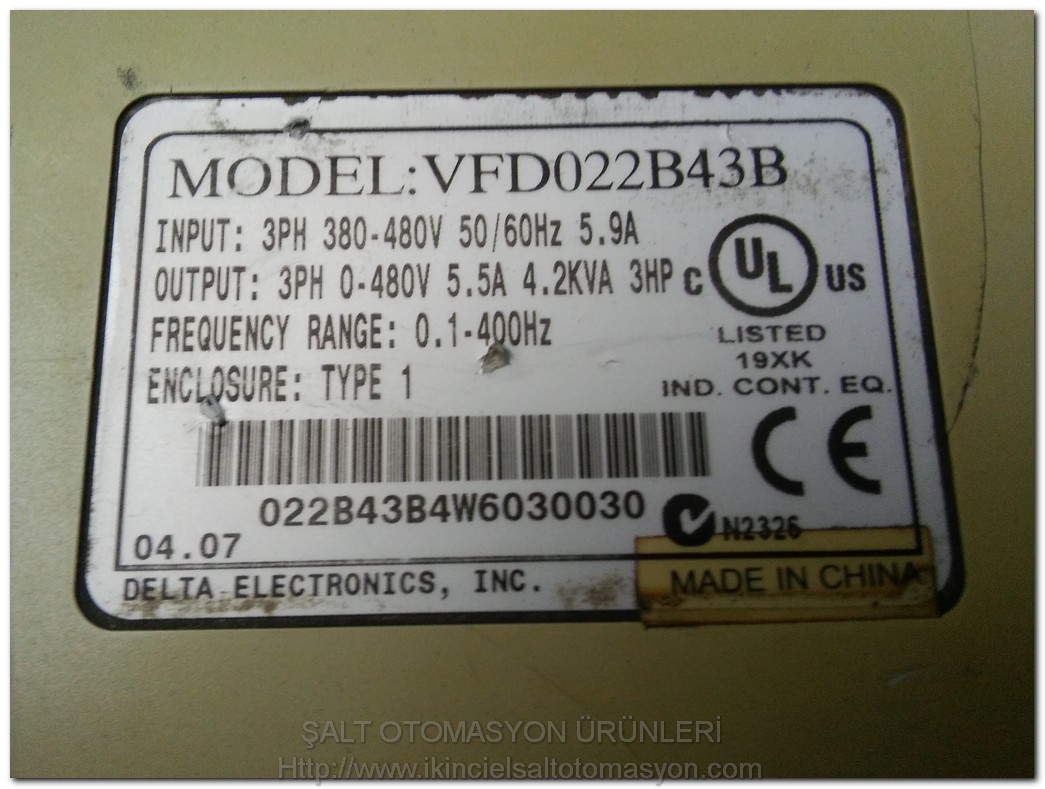 MODEL: VFD022B43B
INPUT: 3PH 380-480V 50/60Hz 5.9A
OUTPUT: 3PH 0-480V 5.5A 4.2KVA 3HP
FREQUENCY RANGE: 0.1-400Hz
ENCLOSURE: TYPE 1
C UL US
LISTED
19XK
IND. CONT. EQ.
CE
022B43B4W6030030
N2326
04.07
DELTA ELECTRONICS, INC.
MADE IN CHINA
ŞALT OTOMASYON ÜRÜNLERİ
Http://www.ikincielsaltotomasyon.com